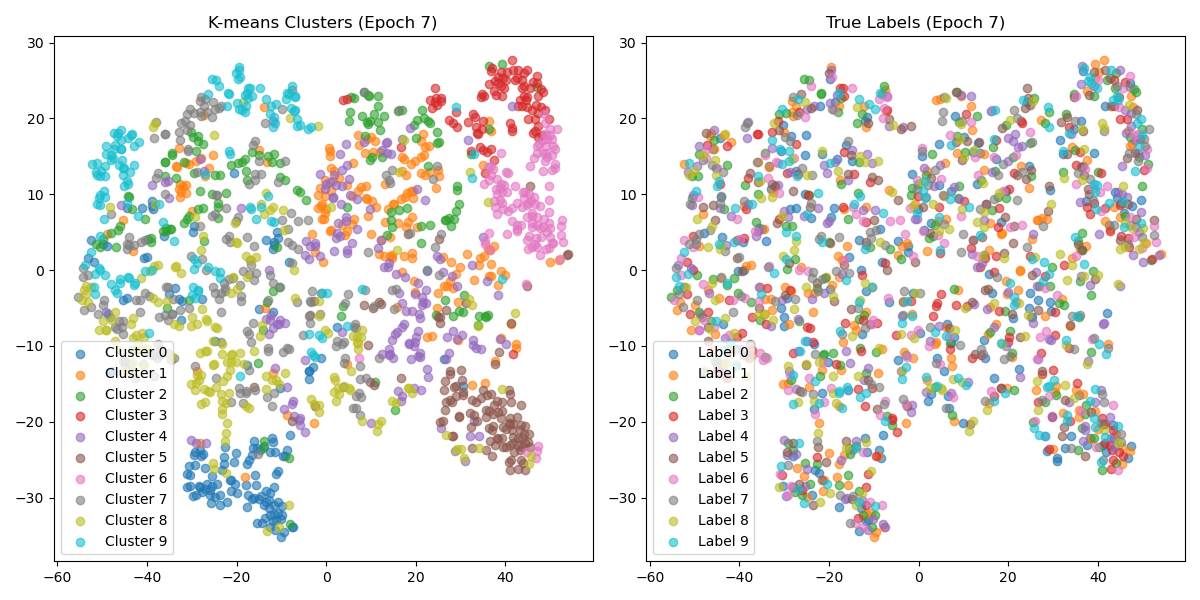 K-means Clusters (Epoch 7)
30
20
10
0
−10
−20
−30
−60
−40
−20
0
20
40
Cluster 0
Cluster 1
Cluster 2
Cluster 3
Cluster 4
Cluster 5
Cluster 6
Cluster 7
Cluster 8
Cluster 9
True Labels (Epoch 7)
30
20
10
0
−10
−20
−30
−60
−40
−20
0
20
40
Label 0
Label 1
Label 2
Label 3
Label 4
Label 5
Label 6
Label 7
Label 8
Label 9